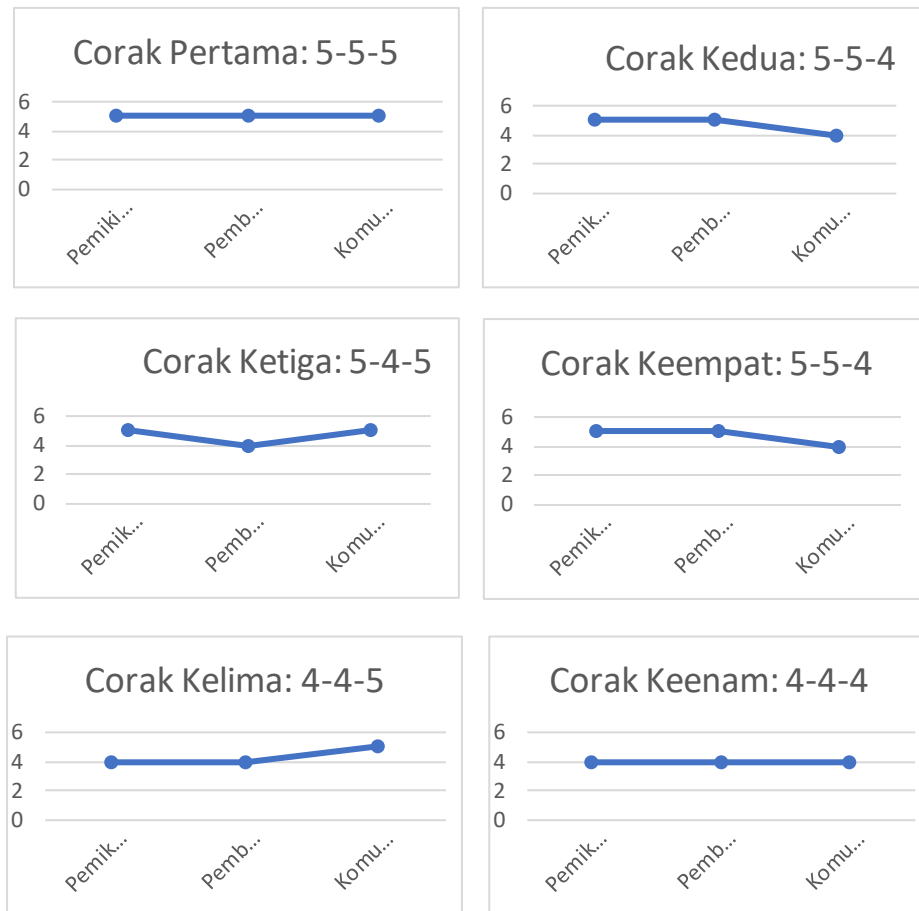 Corak Pertama: 5-5-5
6
4
2
0
Pemiki...
Pemb...
Komu...
Corak Kedua: 5-5-4
6
4
2
0
Pemik...
Pemb...
Komu...
Corak Ketiga: 5-4-5
6
4
2
0
Pemik...
Pemb...
Komu...
Corak Keempat: 5-5-4
6
4
2
0
Pemik...
Pemb...
Komu...
Corak Kelima: 4-4-5
6
4
2
0
Pemik...
Pemb...
Komu...
Corak Keenam: 4-4-4
6
4
2
0
Pemik...
Pemb...
Komu...